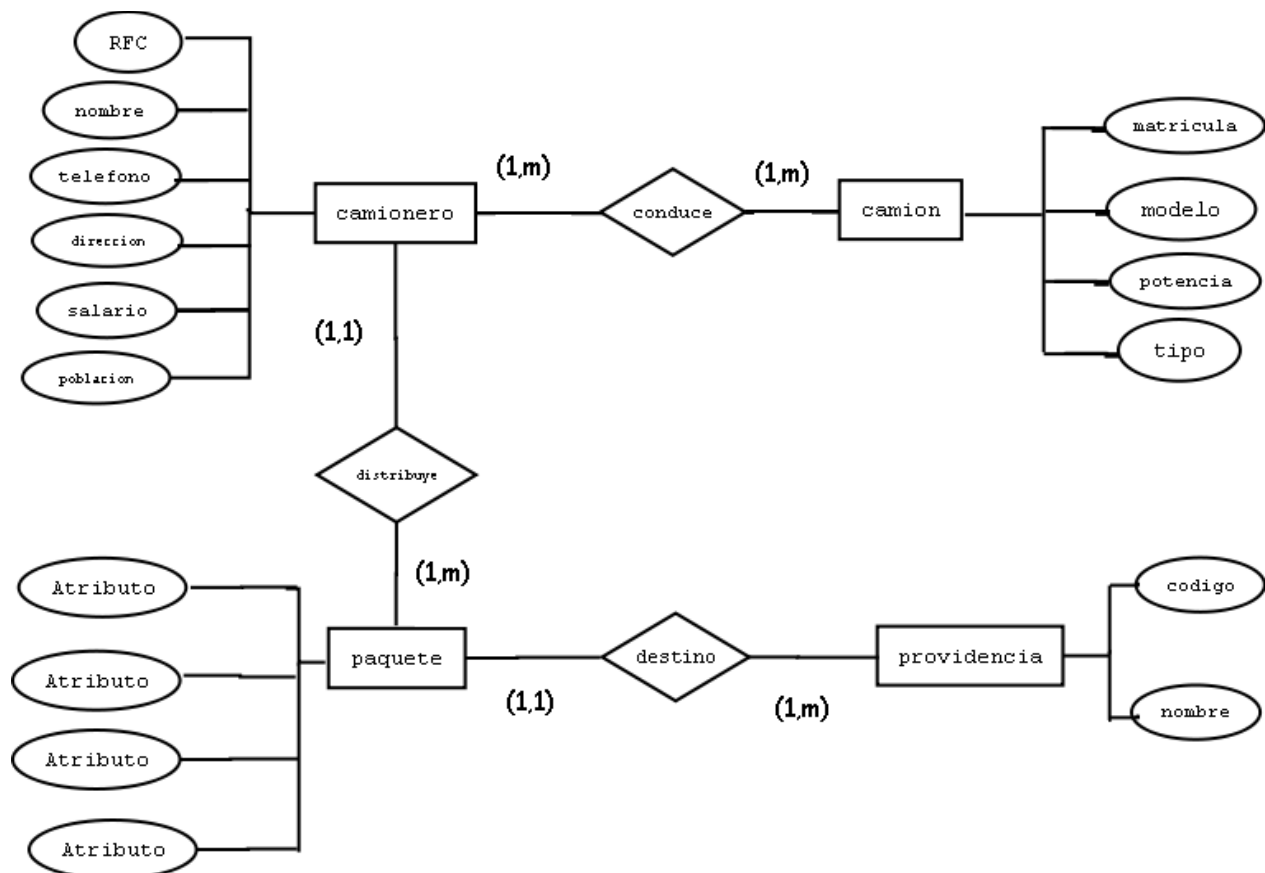 RFC
nombre
telefono
direccion
salario
poblacion
camionero
(1,m)
conduce
(1,m)
camion
matricula
modelo
potencia
tipo
(1,1)
distribuye
(1,m)
Atributo
Atributo
Atributo
Atributo
paquete
(1,1)
destino
(1,m)
providencia
codigo
nombre